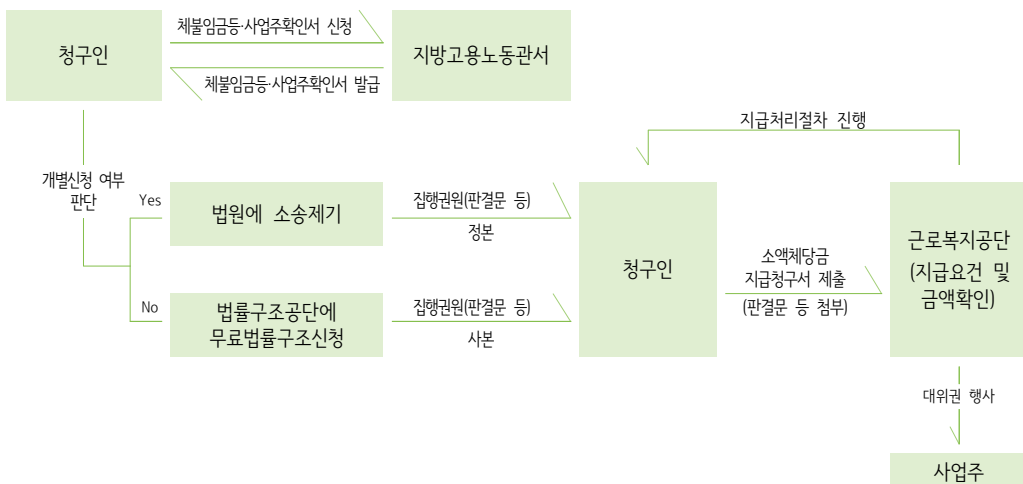 체불임금등·사업주확인서 신청
청구인
지방고용노동관서
체불임금등·사업주확인서 발급
지급처리절차 진행
개별신청 여부
판단
Yes
법원에 소송제기
집행권원(판결문 등)
정본
청구인
소액체당금
지급청구서 제출
(판결문 등 첨부)
근로복지공단
(지급요건 및
금액확인)
No
법률구조공단에
무료법률구조신청
집행권원(판결문 등)
사본
대위권 행사
사업주